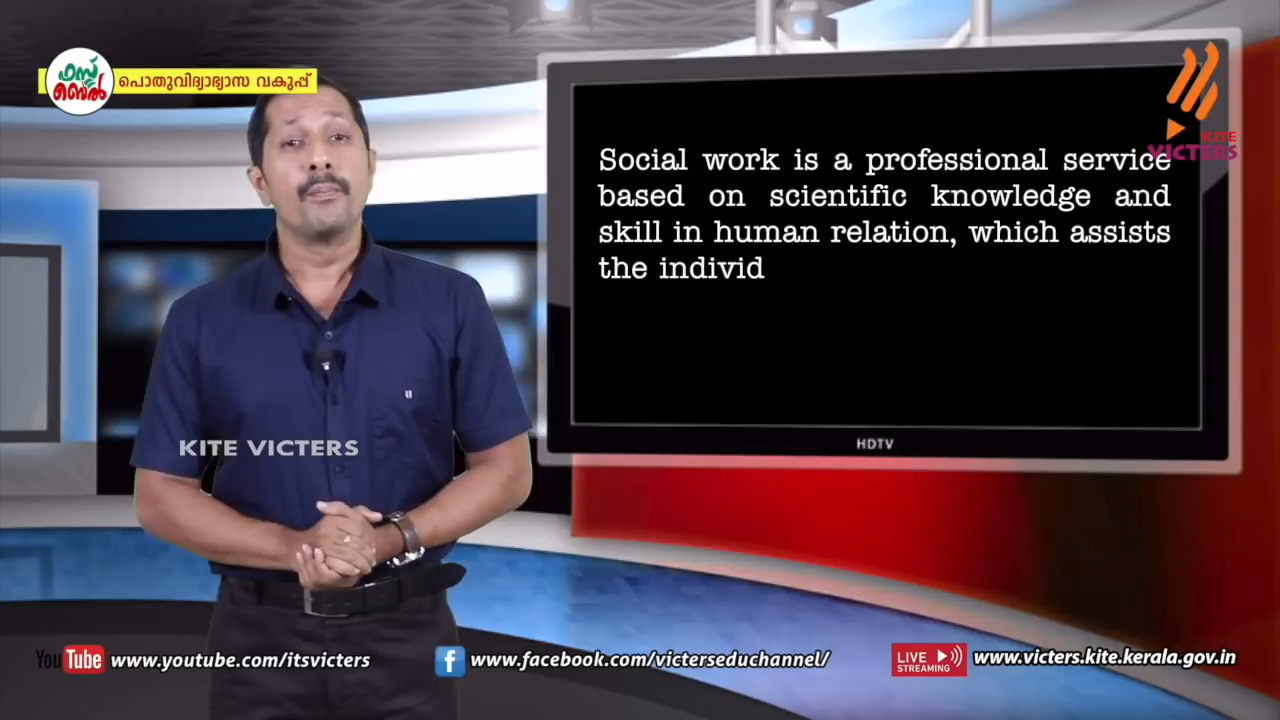 ഫസ്റ്റ്
ബെൽ
പൊതുവിദ്യാഭ്യാസ വകുപ്പ്
KITE
VICTERS
Social work is a professional service
based on scientific knowledge and
skill in human relation, which assists
the individ
HDTV
KITE VICTERS
YouTube www.youtube.com/itsvicters
f www.facebook.com/victerseduchannel/
LIVE
STREAMING
www.victers.kite.kerala.gov.in